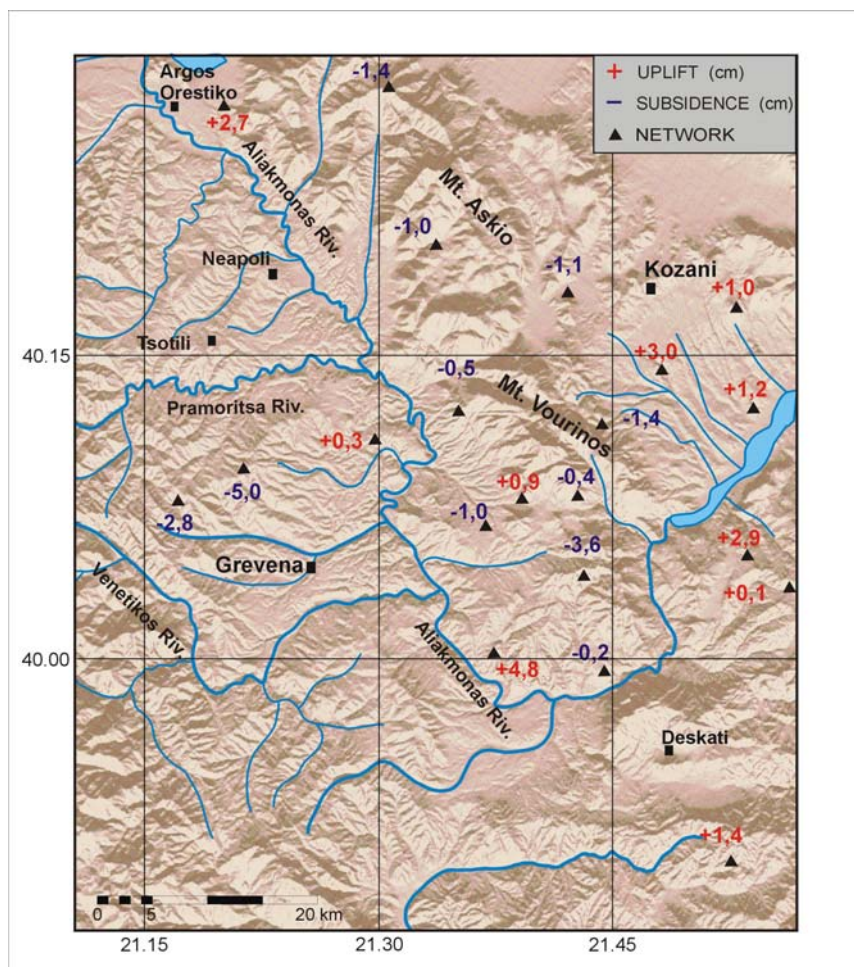 Argos
Orestiko
+2,7
-1,4
+ UPLIFT (cm)
– SUBSIDENCE (cm)
▲ NETWORK
Aliakmonas Riv.
Mt. Askio
-1,0
Neapoli
-1,1
Kozani
+1,0
Tsotili
40.15
+3,0
-0,5
+1,2
Mt. Vourinos
Pramoritsa Riv.
-1,4
+0,3
+0,9
-0,4
-5,0
-2,8
-1,0
-3,6
+2,9
Grevena
+0,1
Venetikos Riv.
40.00
+4,8
-0,2
Aliakmonas Riv.
Deskati
+1,4
0 5 20 km
21.15 21.30 21.45